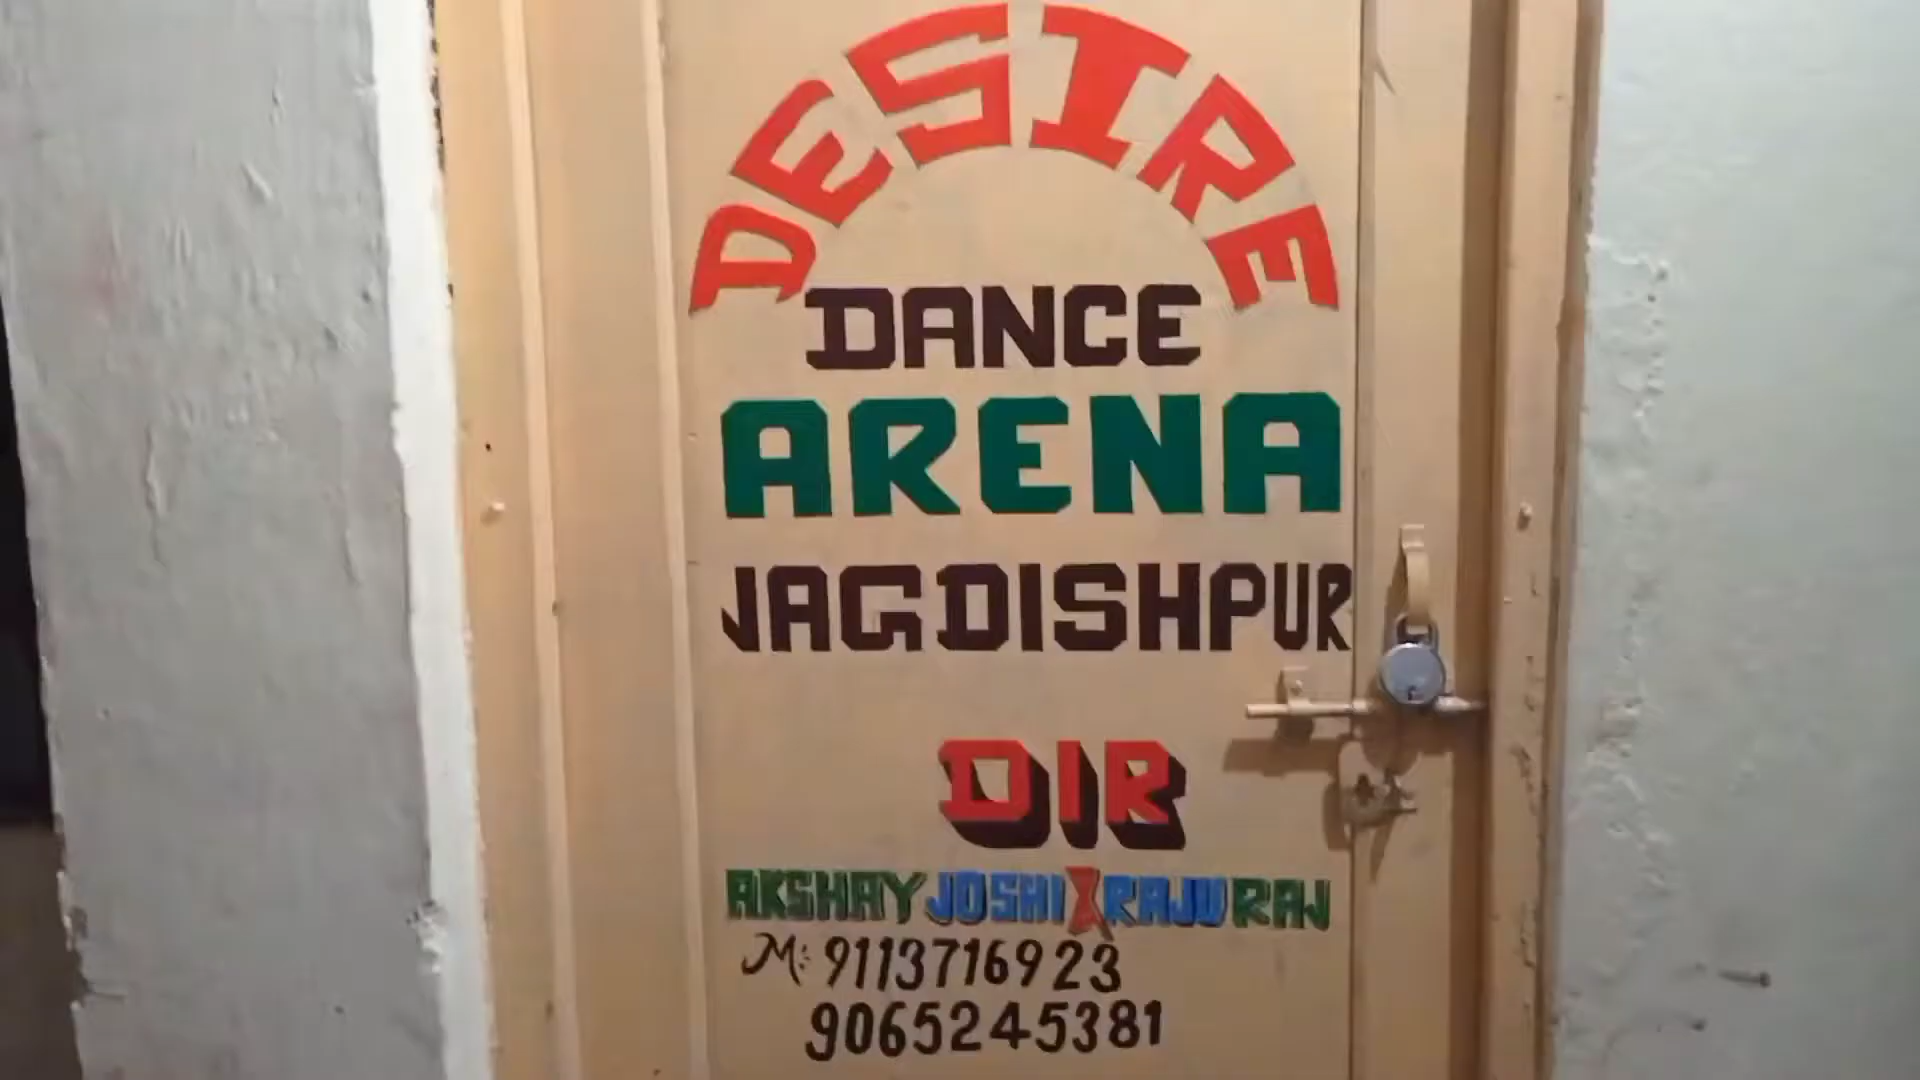 DESIRE
DANCE
ARENA
JAGDISHPUR
DIR
AKSHAY JOSHI & RAJU RAJ
M: 9113716923
9065245381